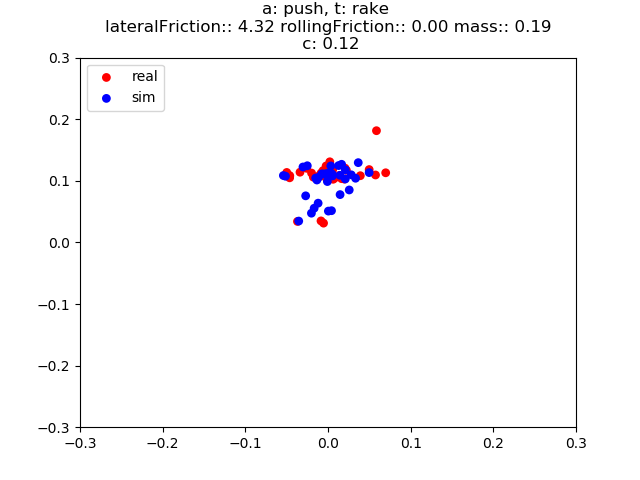 a: push, t: rake
lateralFriction:: 4.32 rollingFriction:: 0.00 mass:: 0.19
c: 0.12
real
sim
0.3
0.2
0.1
0.0
−0.1
−0.2
−0.3
−0.3 −0.2 −0.1 0.0 0.1 0.2 0.3